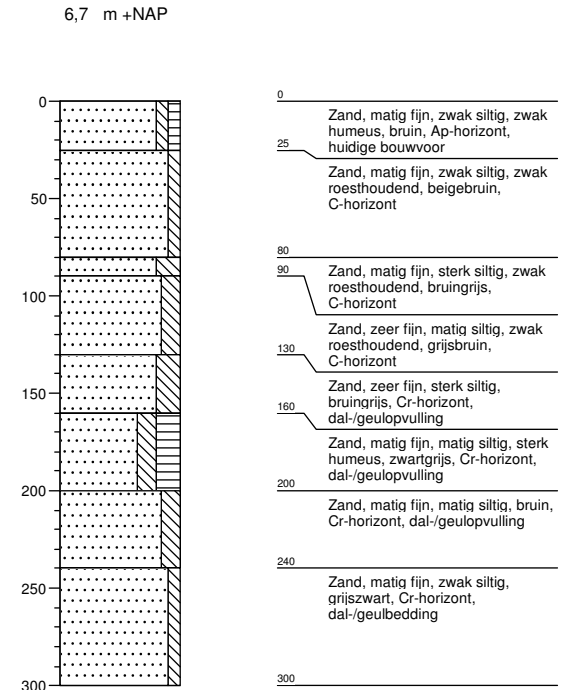 6,7 m +NAP
0
50
100
150
200
250
300
0
Zand, matig fijn, zwak siltig, zwak
humeus, bruin, Ap-horizont,
huidige bouwvoor
25
Zand, matig fijn, zwak siltig, zwak
roesthoudend, beigebruin,
C-horizont
80
Zand, matig fijn, sterk siltig, zwak
roesthoudend, bruingrijs,
C-horizont
90
Zand, zeer fijn, matig siltig, zwak
roesthoudend, grijsbruin,
C-horizont
130
Zand, zeer fijn, sterk siltig,
bruingrijs, Cr-horizont,
dal-/geulopvulling
160
Zand, matig fijn, matig siltig, sterk
humeus, zwartgrijs, Cr-horizont,
dal-/geulopvulling
200
Zand, matig fijn, matig siltig, bruin,
Cr-horizont, dal-/geulopvulling
240
Zand, matig fijn, zwak siltig,
grijszwart, Cr-horizont,
dal-/geulbedding
300